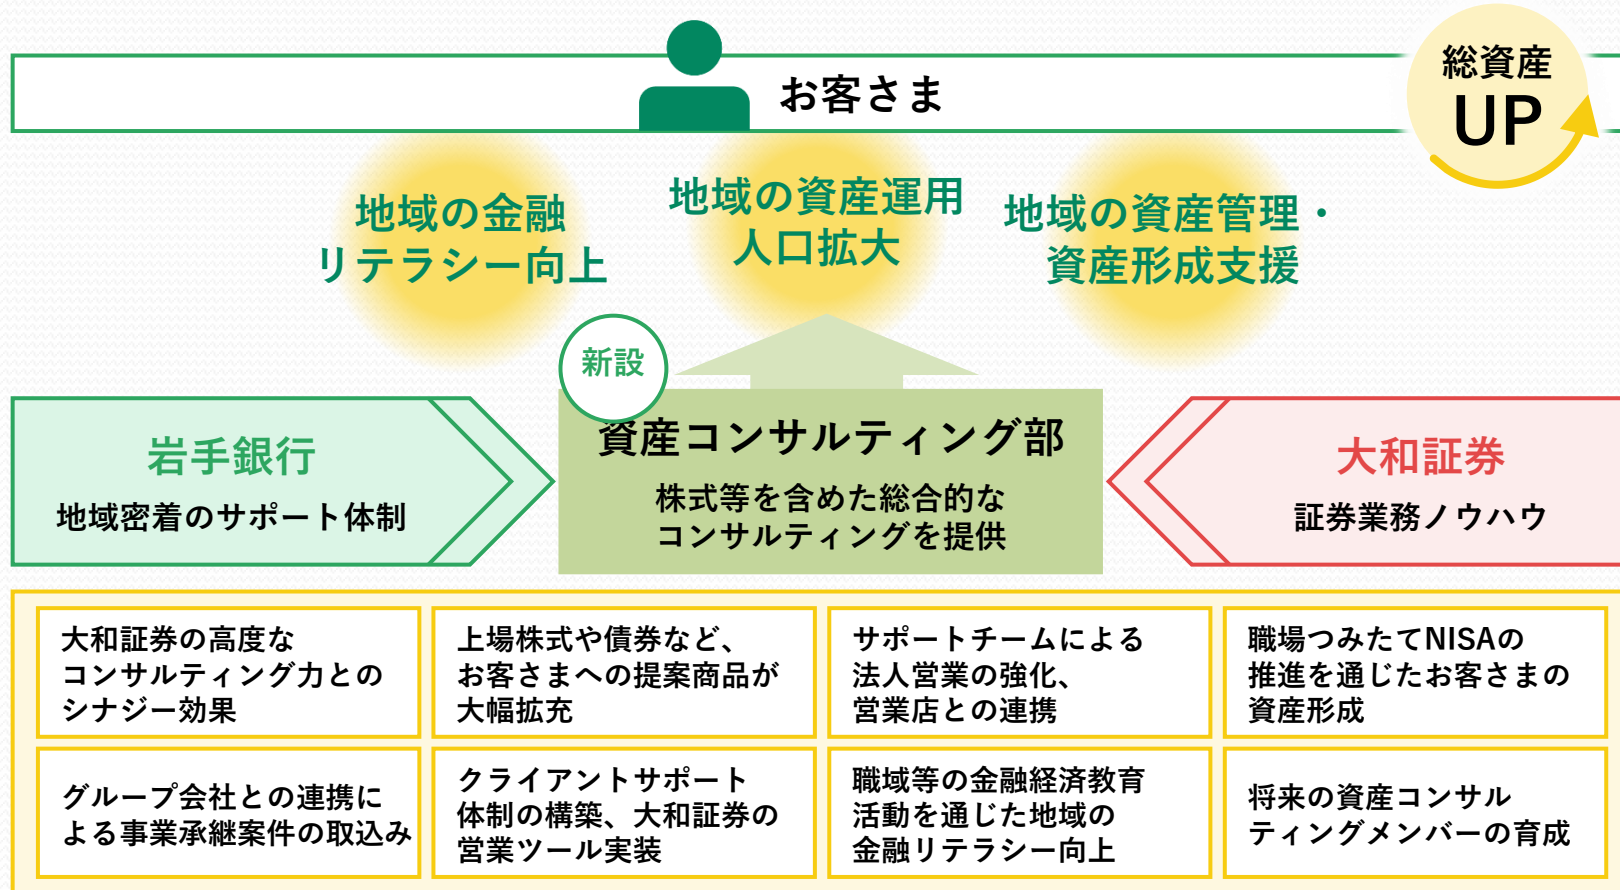 お客さま
総資産
UP
地域の金融
リテラシー向上
地域の資産運用
人口拡大
地域の資産管理・
資産形成支援
新設
岩手銀行
地域密着のサポート体制
資産コンサルティング部
株式等を含めた総合的な
コンサルティングを提供
大和証券
証券業務ノウハウ
大和証券の高度な
コンサルティング力との
シナジー効果
上場株式や債券など、
お客さまへの提案商品が
大幅拡充
サポートチームによる
法人営業の強化、
営業店との連携
職場つみたてNISAの
推進を通じたお客さまの
資産形成
グループ会社との連携に
よる事業承継案件の取込み
クライアントサポート
体制の構築、大和証券の
営業ツール実装
職域等の金融経済教育
活動を通じた地域の
金融リテラシー向上
将来の資産コンサル
ティングメンバーの育成